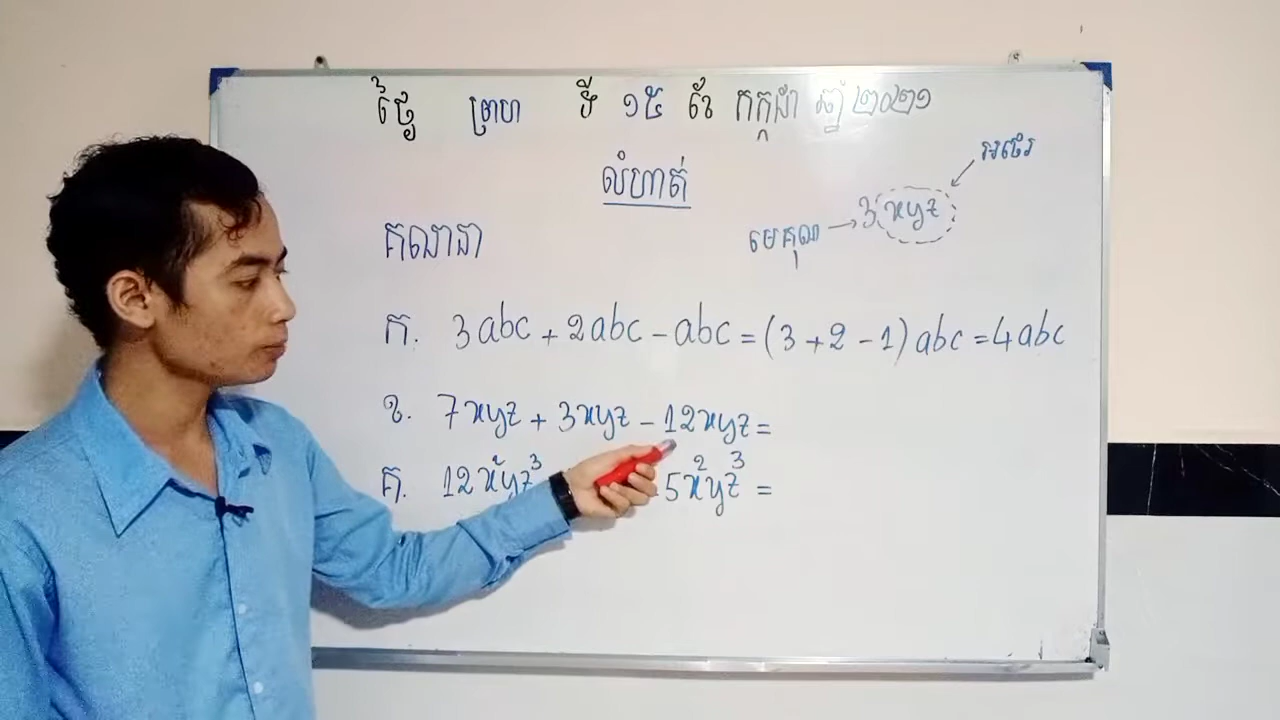 ថ្ងៃ ព្រហ ទី ១៥ ខែ កក្កដា ឆ្នាំ ២០២១
លំហាត់
អថេរ
មេគុណ → 3xyz
គណនា
ក. 3abc + 2abc - abc = (3 + 2 - 1) abc = 4abc
ខ. 7xyz + 3xyz - 12xyz =
គ. 12x²yz³ 5x²yz³ =